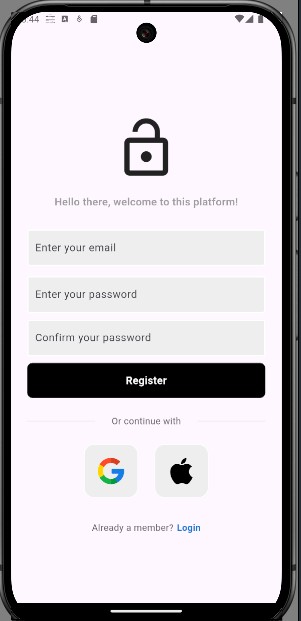 :44
Hello there, welcome to this platform!
Enter your email
Enter your password
Confirm your password
Register
Or continue with
Already a member? Login